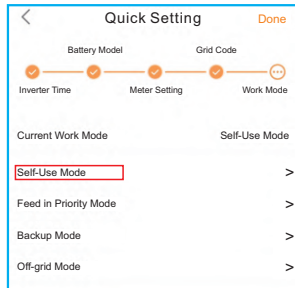 < Quick Setting Done
Battery Model Grid Code
Inverter Time Meter Setting Work Mode
Current Work Mode Self-Use Mode
Self-Use Mode >
Feed in Priority Mode >
Backup Mode >
Off-grid Mode >